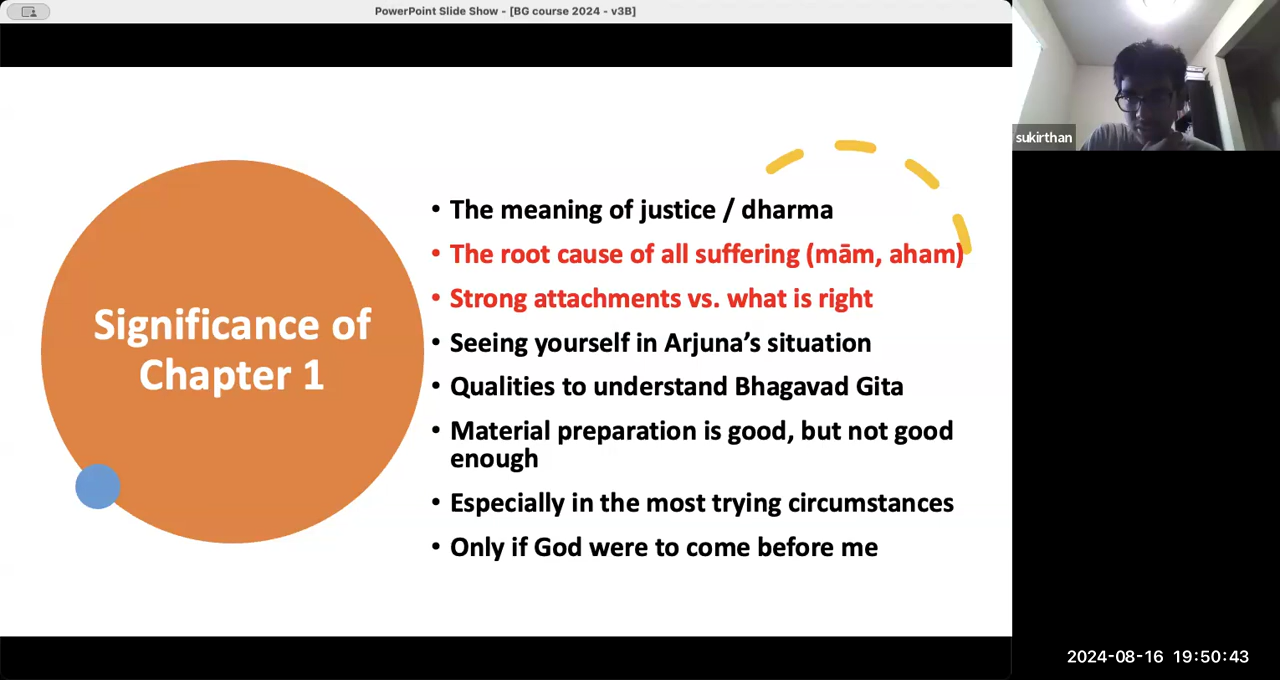 PowerPoint Slide Show - [BG course 2024 - v3B]
sukirthan
Significance of
Chapter 1
• The meaning of justice / dharma
• The root cause of all suffering (mām, aham)
• Strong attachments vs. what is right
• Seeing yourself in Arjuna’s situation
• Qualities to understand Bhagavad Gita
• Material preparation is good, but not good
enough
• Especially in the most trying circumstances
• Only if God were to come before me
2024-08-16 19:50:43